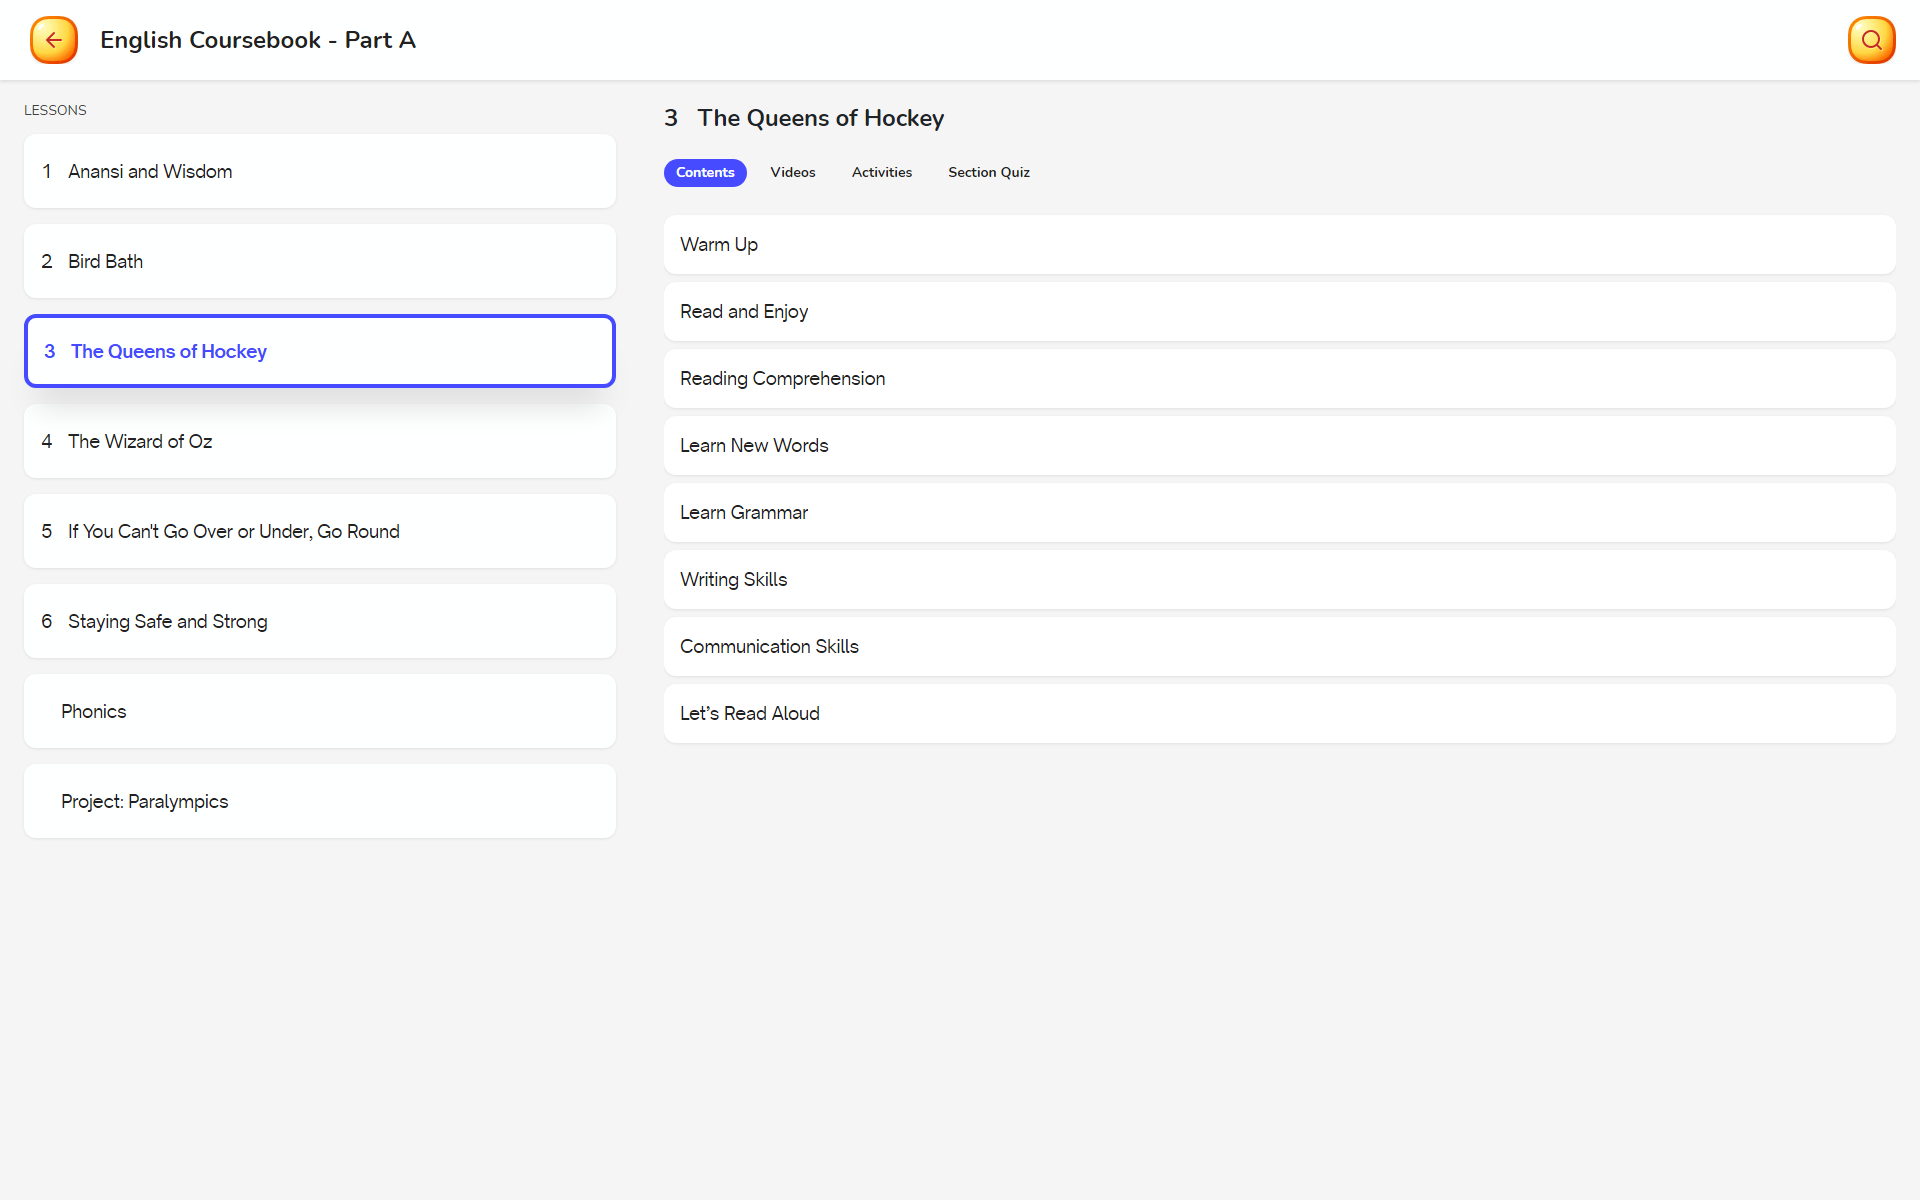 English Coursebook - Part A
LESSONS
1 Anansi and Wisdom
2 Bird Bath
3 The Queens of Hockey
4 The Wizard of Oz
5 If You Can't Go Over or Under, Go Round
6 Staying Safe and Strong
Phonics
Project: Paralympics
3 The Queens of Hockey
Contents Videos Activities Section Quiz
Warm Up
Read and Enjoy
Reading Comprehension
Learn New Words
Learn Grammar
Writing Skills
Communication Skills
Let’s Read Aloud